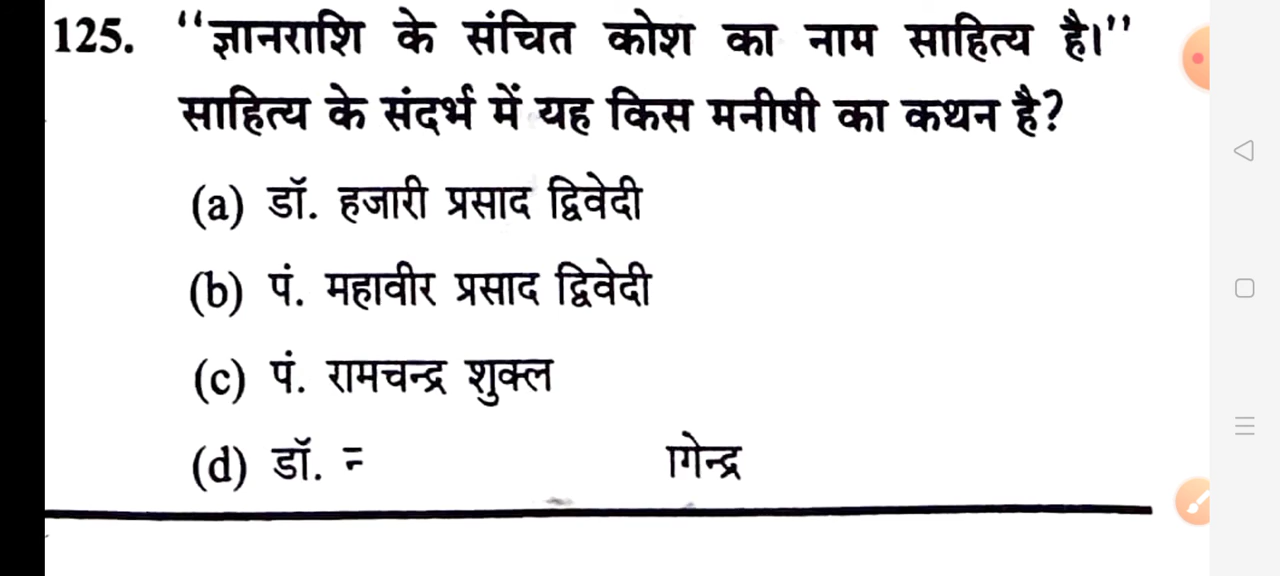 125. ‘‘ज्ञानराशि के संचित कोश का नाम साहित्य है।’’
साहित्य के संदर्भ में यह किस मनीषी का कथन है?
(a) डॉ. हजारी प्रसाद द्विवेदी
(b) पं. महावीर प्रसाद द्विवेदी
(c) पं. रामचन्द्र शुक्ल
(d) डॉ.